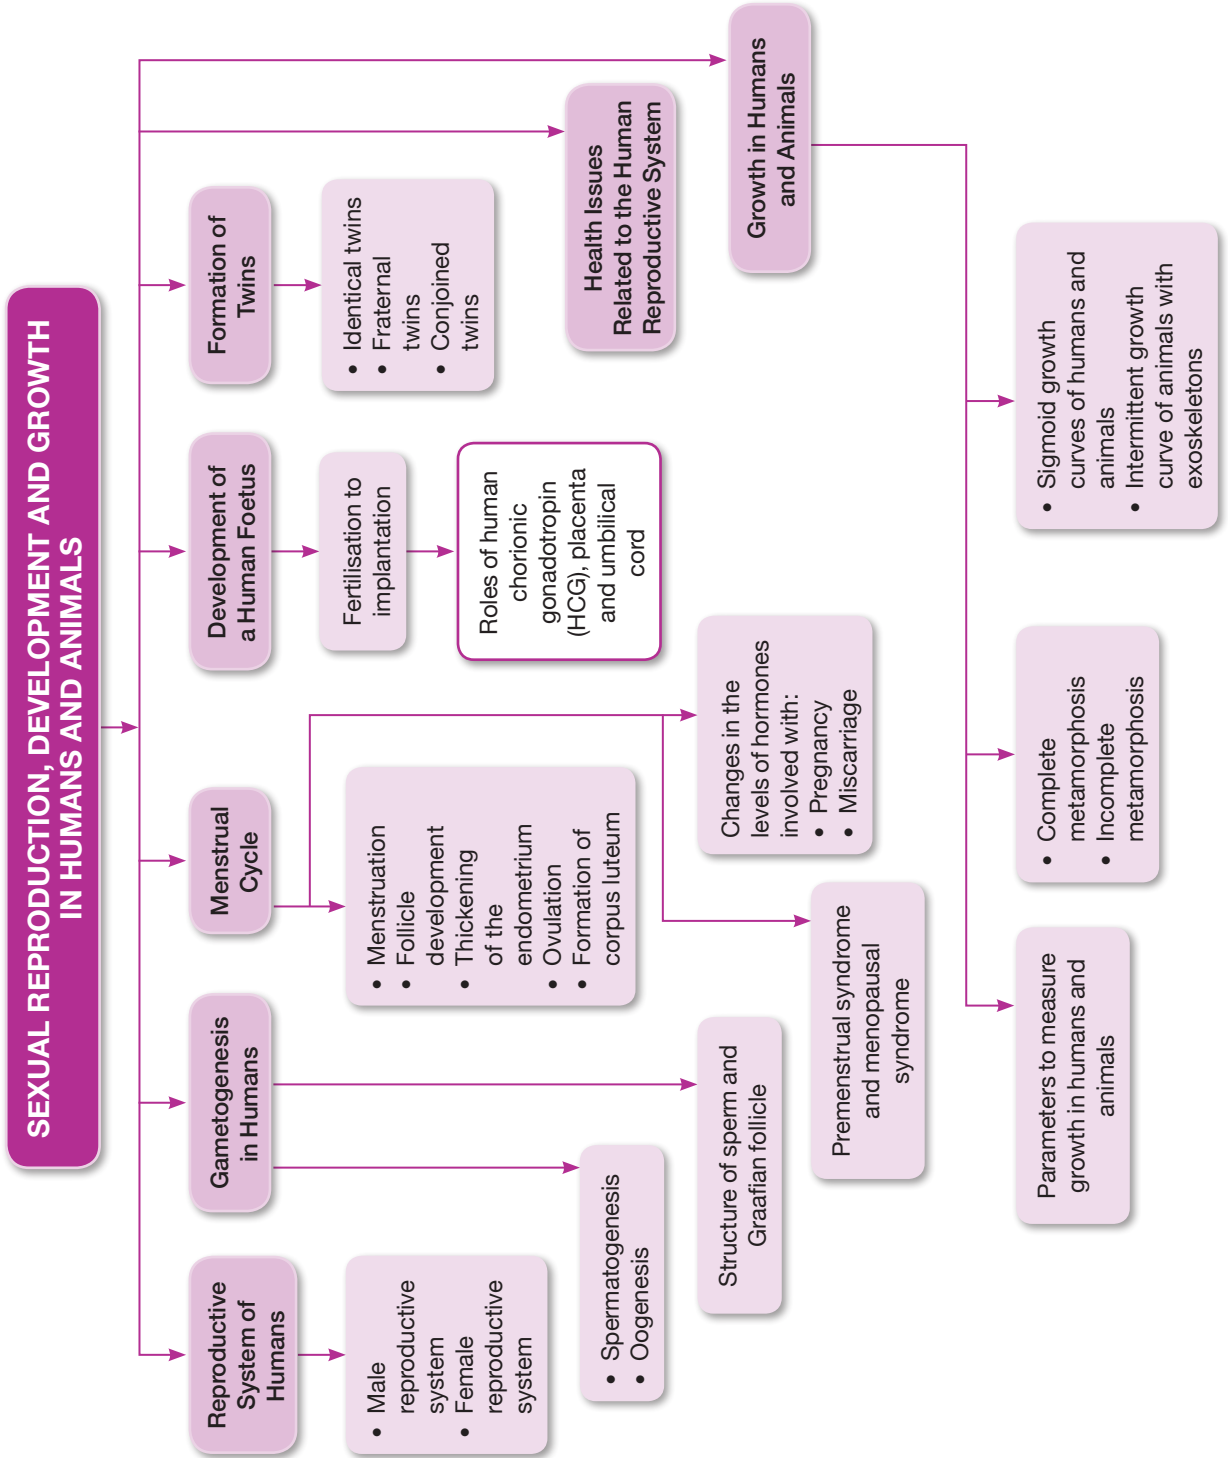 SEXUAL REPRODUCTION, DEVELOPMENT AND GROWTH
IN HUMANS AND ANIMALS
Reproductive
System of
Humans
• Male
reproductive
system
• Female
reproductive
system
Gametogenesis
in Humans
• Spermatogenesis
• Oogenesis
Structure of sperm and
Graafian follicle
Menstrual
Cycle
• Menstruation
• Follicle
development
• Thickening
of the
endometrium
• Ovulation
• Formation of
corpus luteum
Changes in the
levels of hormones
involved with:
• Pregnancy
• Miscarriage
Premenstrual syndrome
and menopausal
syndrome
Development of
a Human Foetus
Fertilisation to
implantation
Roles of human
chorionic
gonadotropin
(HCG), placenta
and umbilical
cord
Formation of
Twins
• Identical twins
• Fraternal
twins
• Conjoined
twins
Health Issues
Related to the Human
Reproductive System
Growth in Humans
and Animals
Parameters to measure
growth in humans and
animals
• Complete
metamorphosis
• Incomplete
metamorphosis
• Sigmoid growth
curves of humans and
animals
• Intermittent growth
curve of animals with
exoskeletons